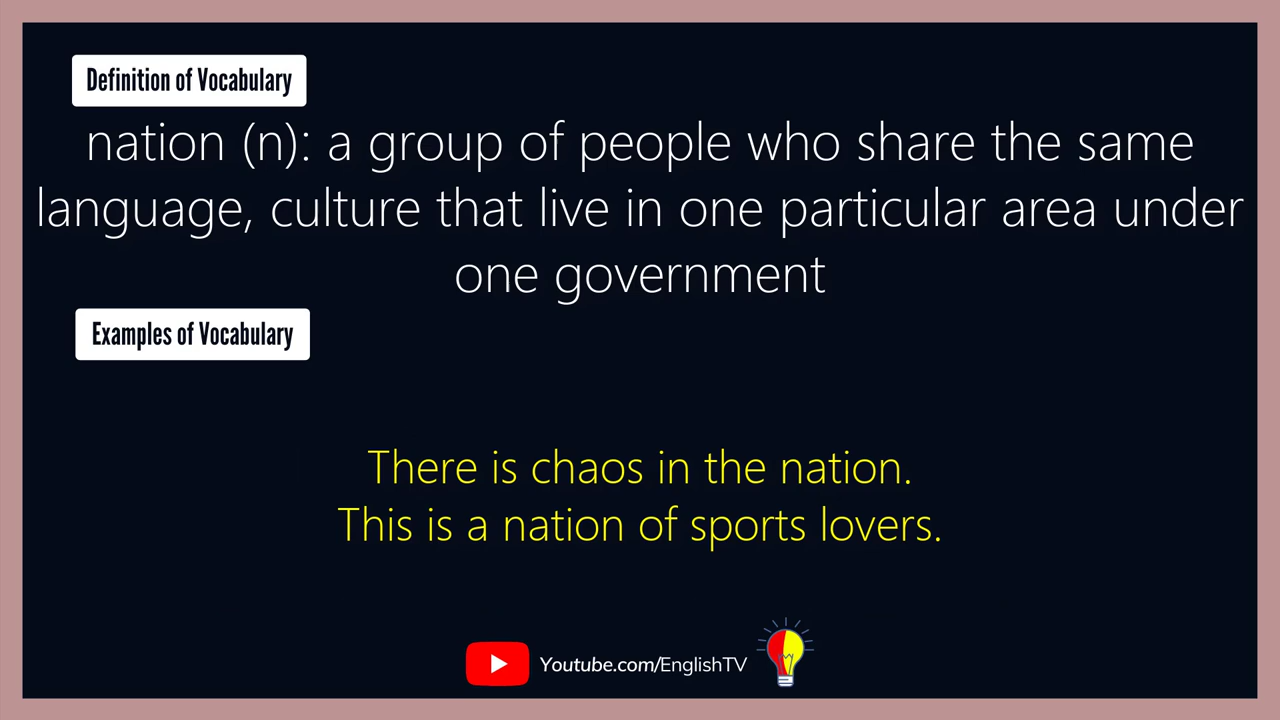 Definition of Vocabulary
nation (n): a group of people who share the same
language, culture that live in one particular area under
one government
Examples of Vocabulary
There is chaos in the nation.
This is a nation of sports lovers.
Youtube.com/EnglishTV